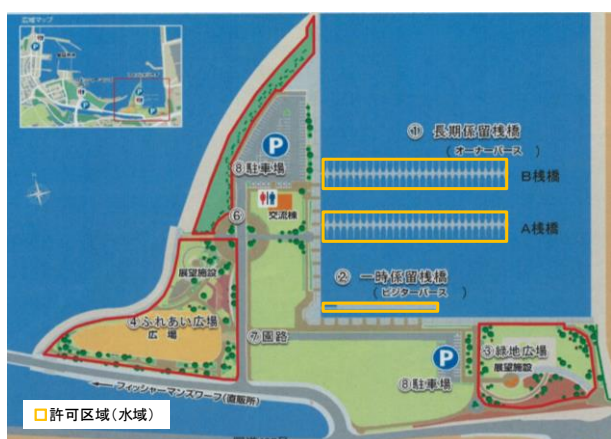 広域マップ
P
P
P
① 長期係留桟橋
(オーナーバース)
P
⑧駐車場
B桟橋
交流棟
⑥
A桟橋
展望施設
② 一時係留桟橋
(ビジターバース)
④ふれあい広場
広場
⑦園路
P
⑧駐車場
③緑地広場
展望施設
フィッシャーマンズワーフ(直販所)
許可区域(水域)